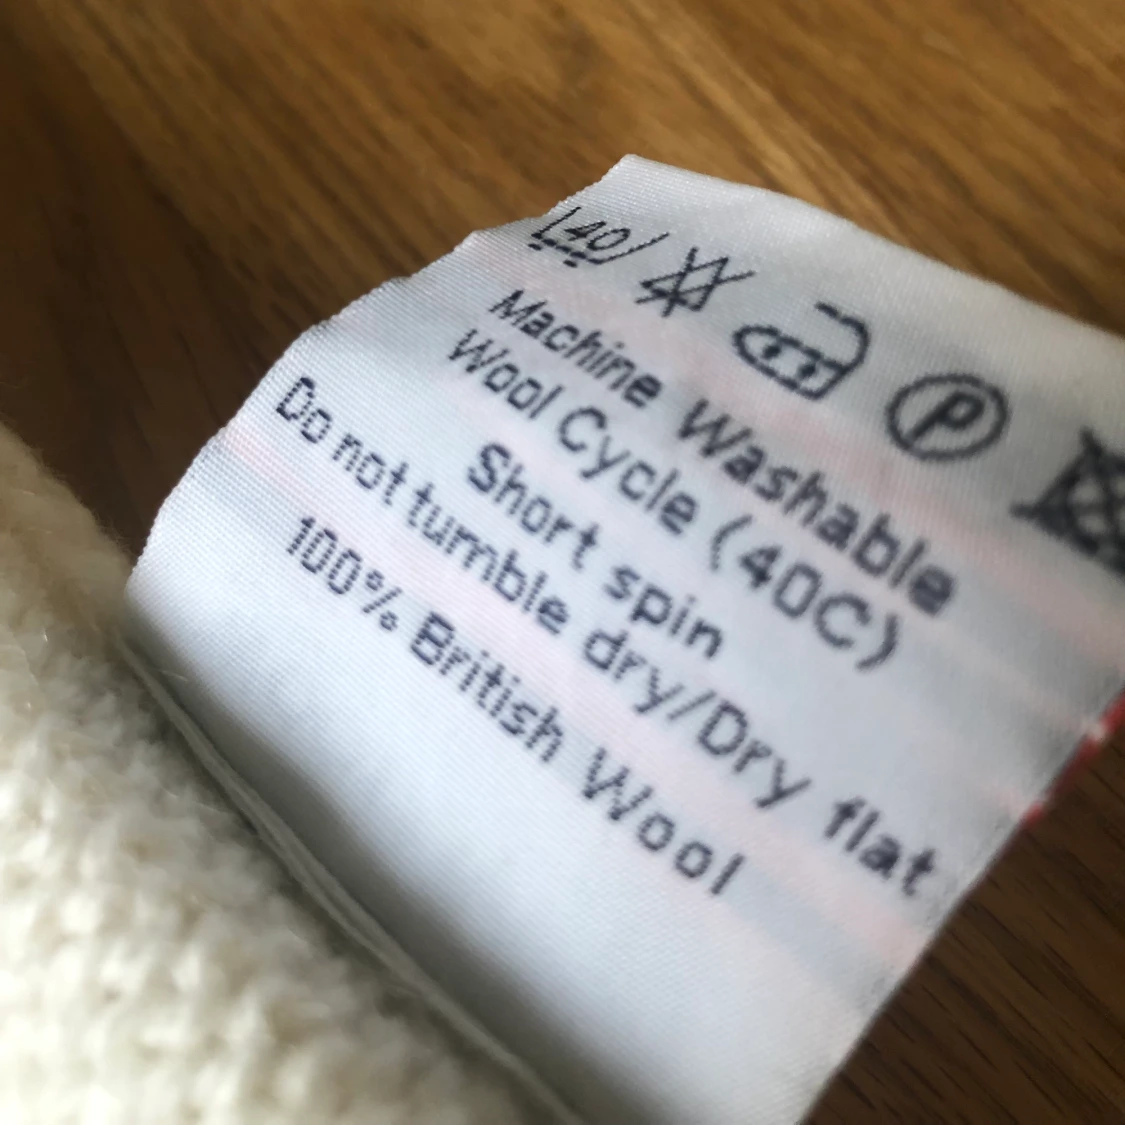 40
P
Machine Washable
Wool Cycle (40C)
Short spin
Do not tumble dry/Dry flat
100% British Wool